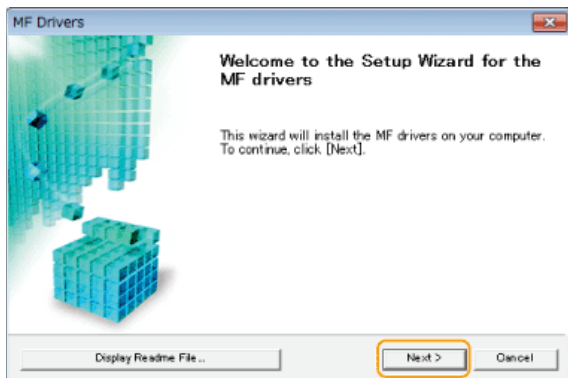 MF Drivers
Welcome to the Setup Wizard for the
MF drivers
This wizard will install the MF drivers on your computer.
To continue, click [Next].
Display Readme File...
Next >
Cancel